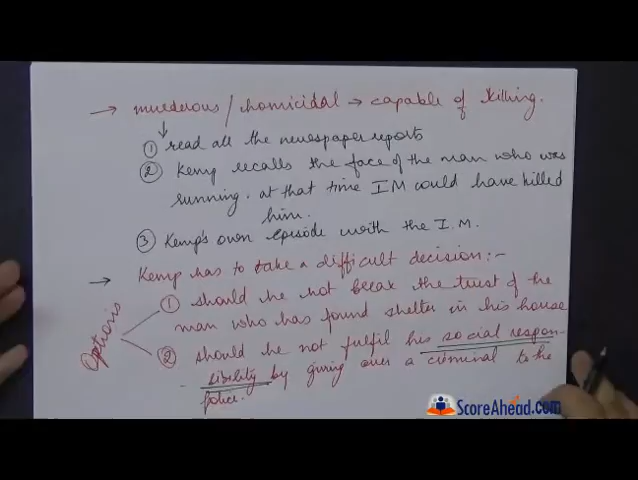 → murderous / homicidal → capable of killing.
↓
① read all the newspaper reports
② Kemp recalls the face of the man who was
running. at that time IM could have killed
him.
③ Kemp's own episode with the I.M.
→ Kemp has to take a difficult decision:-
Options
① should he not break the trust of the
man who has found shelter in his house
② should he not fulfil his social respon-
- sibility by giving over a criminal to the
police.
ScoreAhead.com